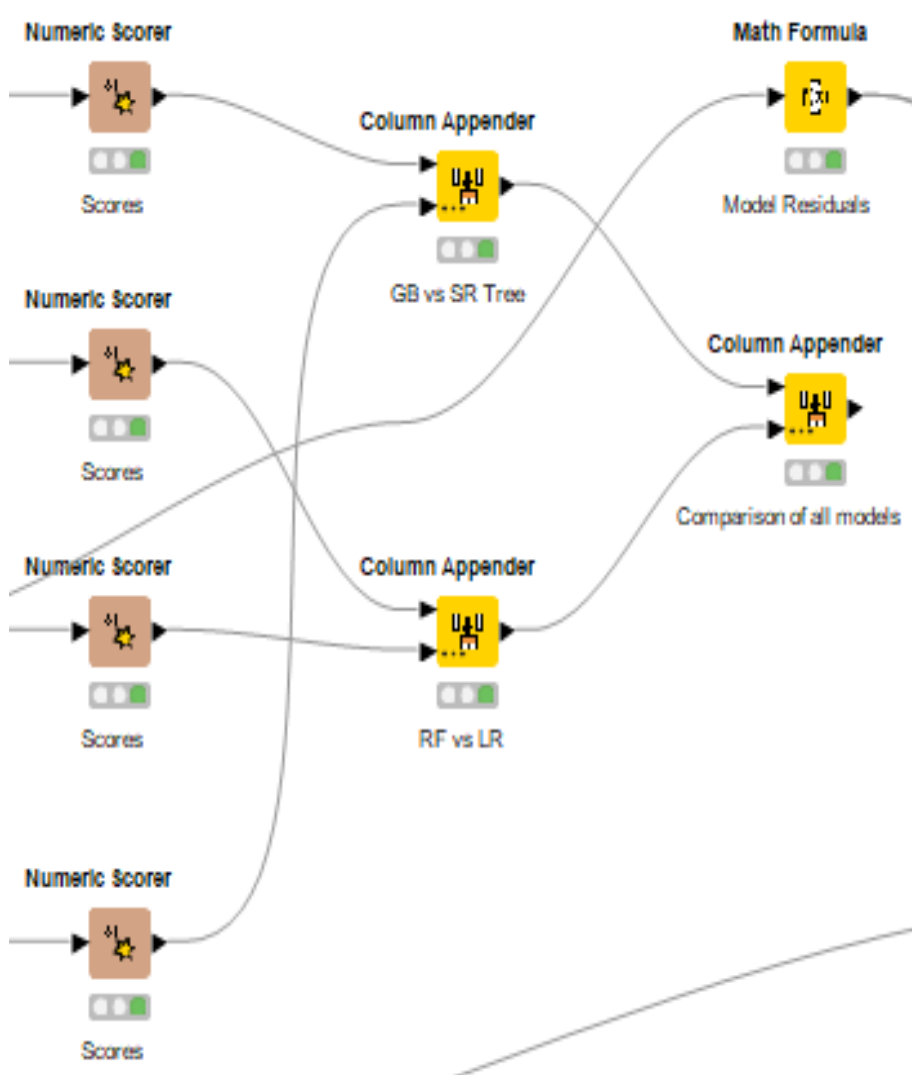 Numeric Scorer
Math Formula
Column Appender
Scores
Model Residuals
GB vs SR Tree
Numeric Scorer
Column Appender
Scores
Comparison of all models
Numeric Scorer
Column Appender
Scores
RF vs LR
Numeric Scorer
Scores